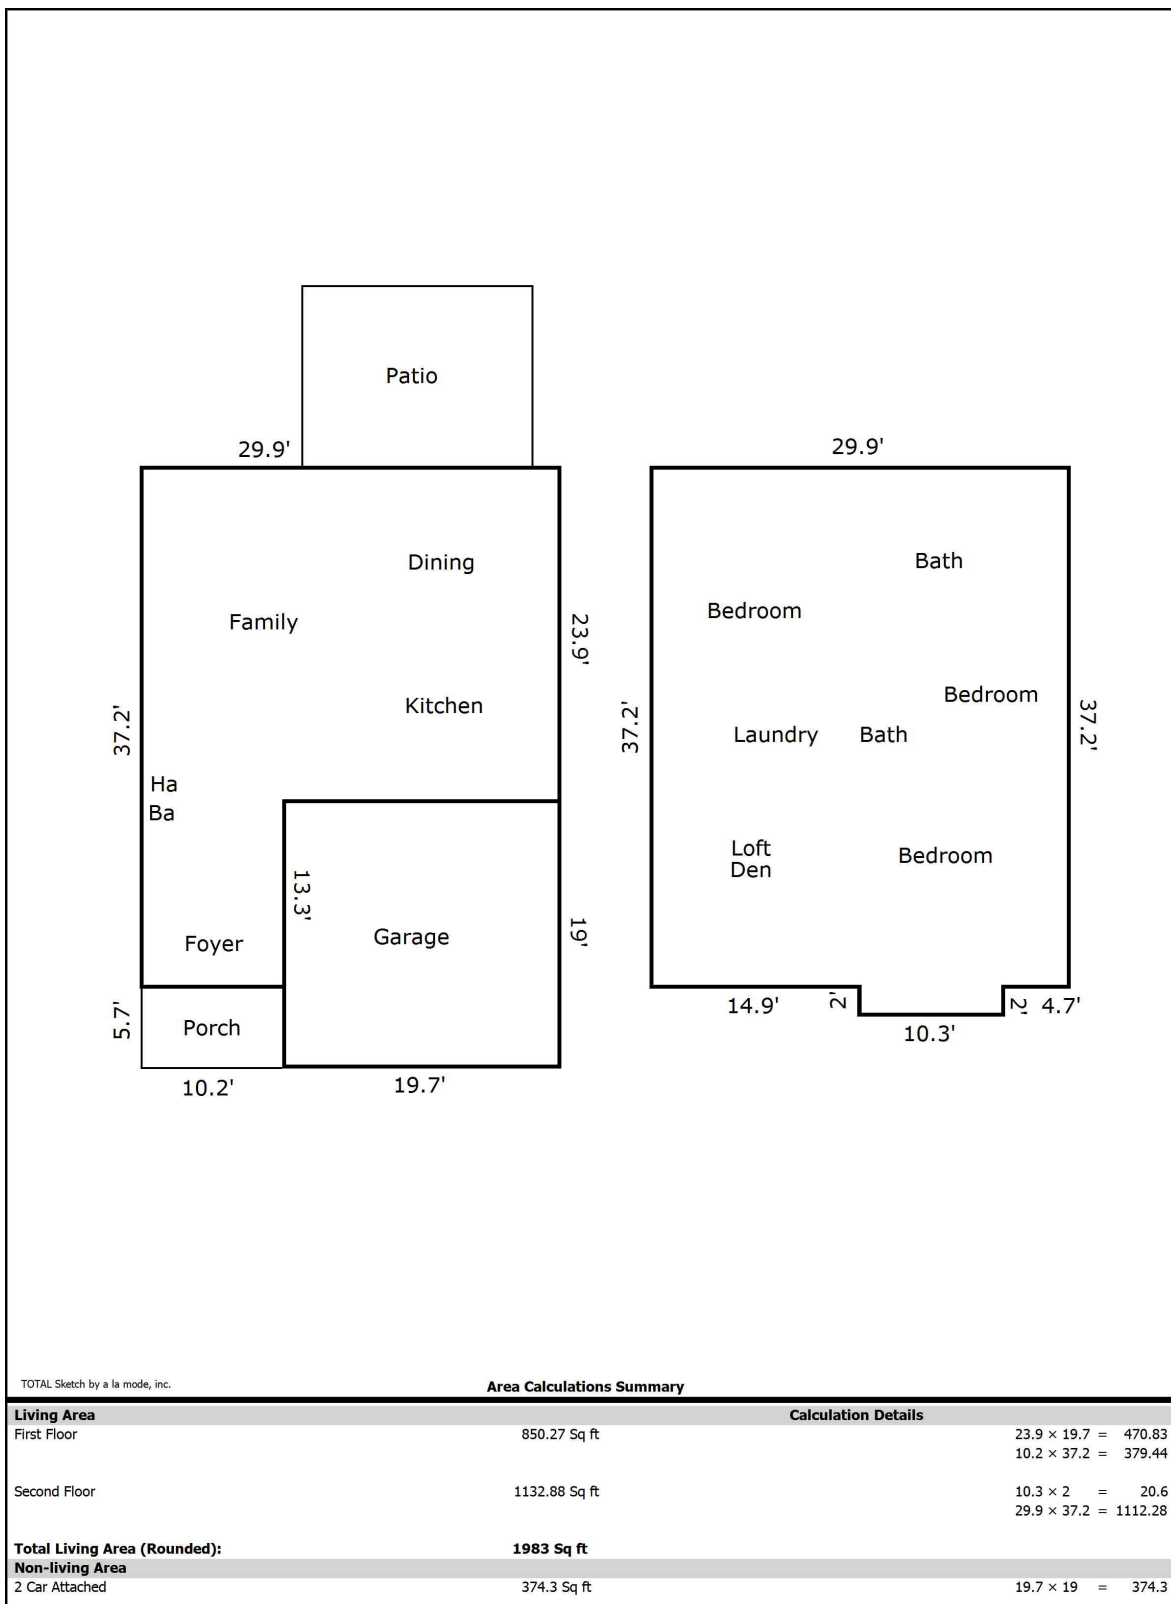 Patio
29.9'
29.9'
Dining
Bath
Family
Bedroom
23.9'
Kitchen
Bedroom
37.2'
37.2'
Laundry
Bath
37.2'
Ha
Ba
Loft
Den
Bedroom
13.3'
Foyer
Garage
19'
5.7'
Porch
14.9'
2'
10.3'
2'
4.7'
10.2'
19.7'
TOTAL Sketch by a la mode, inc.
Area Calculations Summary
Living Area Calculation Details
First Floor 850.27 Sq ft 23.9 × 19.7 = 470.83
10.2 × 37.2 = 379.44
Second Floor 1132.88 Sq ft 10.3 × 2 = 20.6
29.9 × 37.2 = 1112.28
Total Living Area (Rounded): 1983 Sq ft
Non-living Area
2 Car Attached 374.3 Sq ft 19.7 × 19 = 374.3